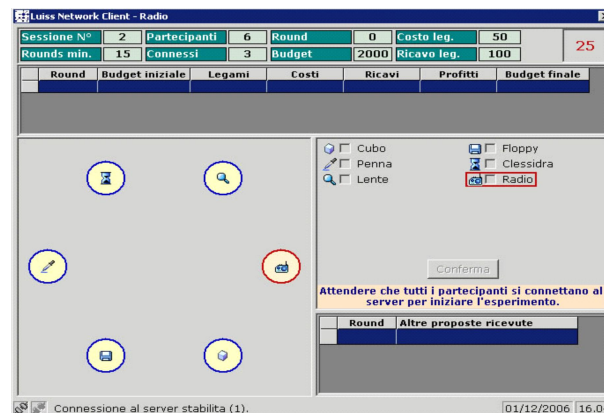 Luiss Network Client - Radio
Sessione N° 2 Partecipanti 6 Round 0 Costo leg. 50
Rounds min. 15 Connessi 3 Budget 2000 Ricavo leg. 100
25
Round Budget iniziale Legami Costi Ricavi Profitti Budget finale
Cubo Floppy
Penna Clessidra
Lente Radio
Conferma
Attendere che tutti i partecipanti si connettano al
server per iniziare l'esperimento.
Round Altre proposte ricevute
Connessione al server stabilita (1). 01/12/2006